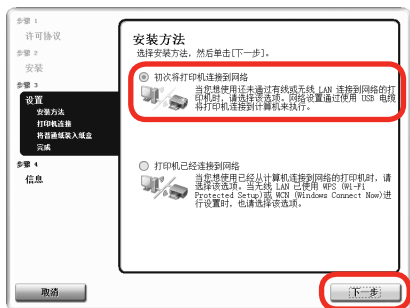 步骤 1
许可协议
步骤 2
安装
步骤 3
设置
安装方法
打印机连接
将普通纸装入纸盒
完成
步骤 4
信息
安装方法
选择安装方法，然后单击[下一步]。
初次将打印机连接到网络
当您想使用还未通过有线或无线 LAN 连接到网络的打
印机时，请选择该选项。网络设置通过使用 USB 电缆
将打印机连接到计算机来执行。
打印机已经连接到网络
当您想使用已经从计算机连接到网络的打印机时，请
选择该选项。当无线 LAN 已使用 WPS (Wi-Fi
Protected Setup)或 WCN (Windows Connect Now)进
行设置时，也请选择该选项。
取消
下一步